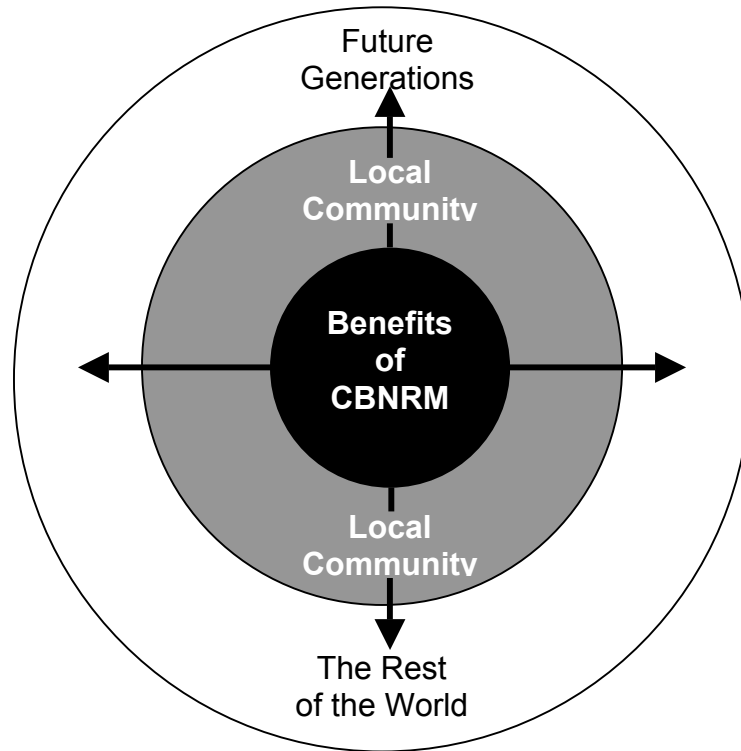 Future
Generations
Local
Community
Benefits
of
CBNRM
Local
Community
The Rest
of the World